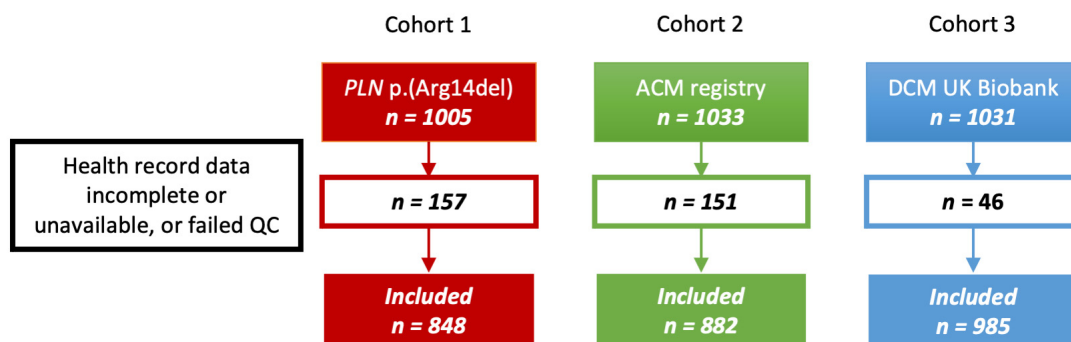 Cohort 1
Cohort 2
Cohort 3
PLN p.(Arg14del)
n = 1005
ACM registry
n = 1033
DCM UK Biobank
n = 1031
Health record data
incomplete or
unavailable, or failed QC
n = 157
n = 151
n = 46
Included
n = 848
Included
n = 882
Included
n = 985